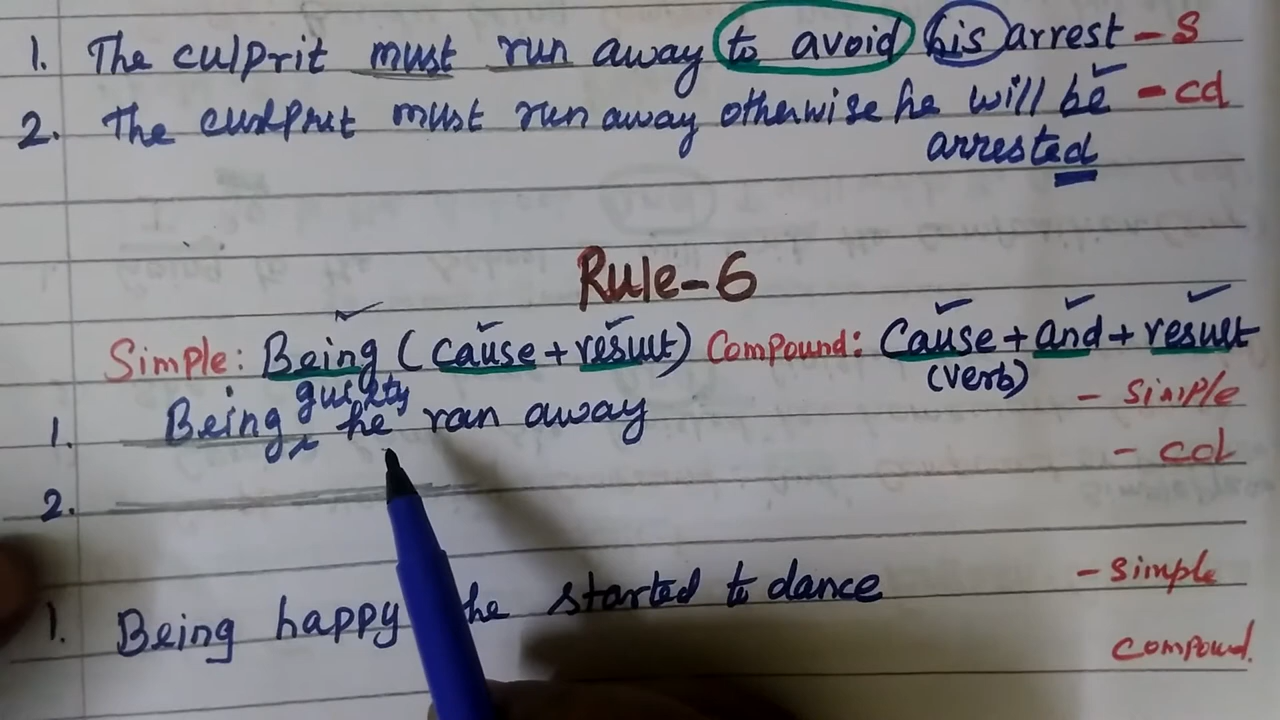 1. The culprit must run away to avoid his arrest - S
2. The culprit must run away otherwise he will be - cd
arrested
Rule-6
Simple: Being (cause + result) Compound: Cause + and + result
(verb)
1. Being guilty he ran away - simple
2. - cd
1. Being happy he started to dance - simple
compound.